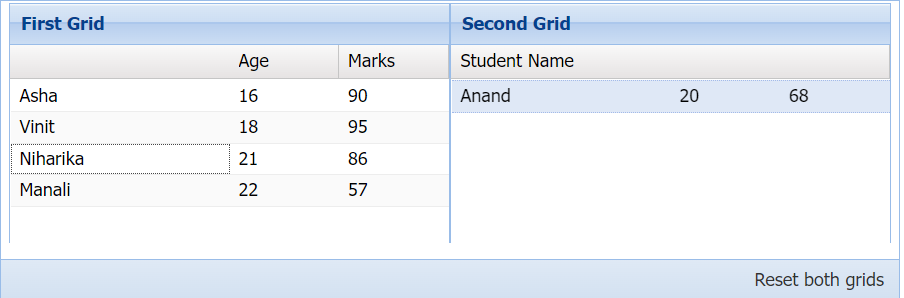 First Grid
Age Marks
Asha 16 90
Vinit 18 95
Niharika 21 86
Manali 22 57
Second Grid
Student Name
Anand 20 68
Reset both grids